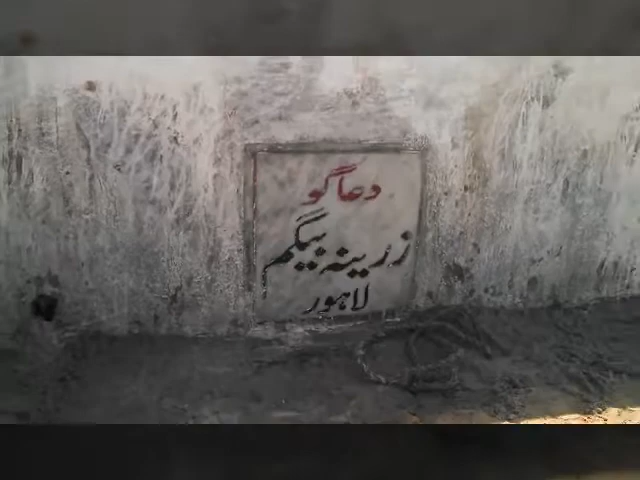 دعاگو
زرینہ بیگم
لاہور